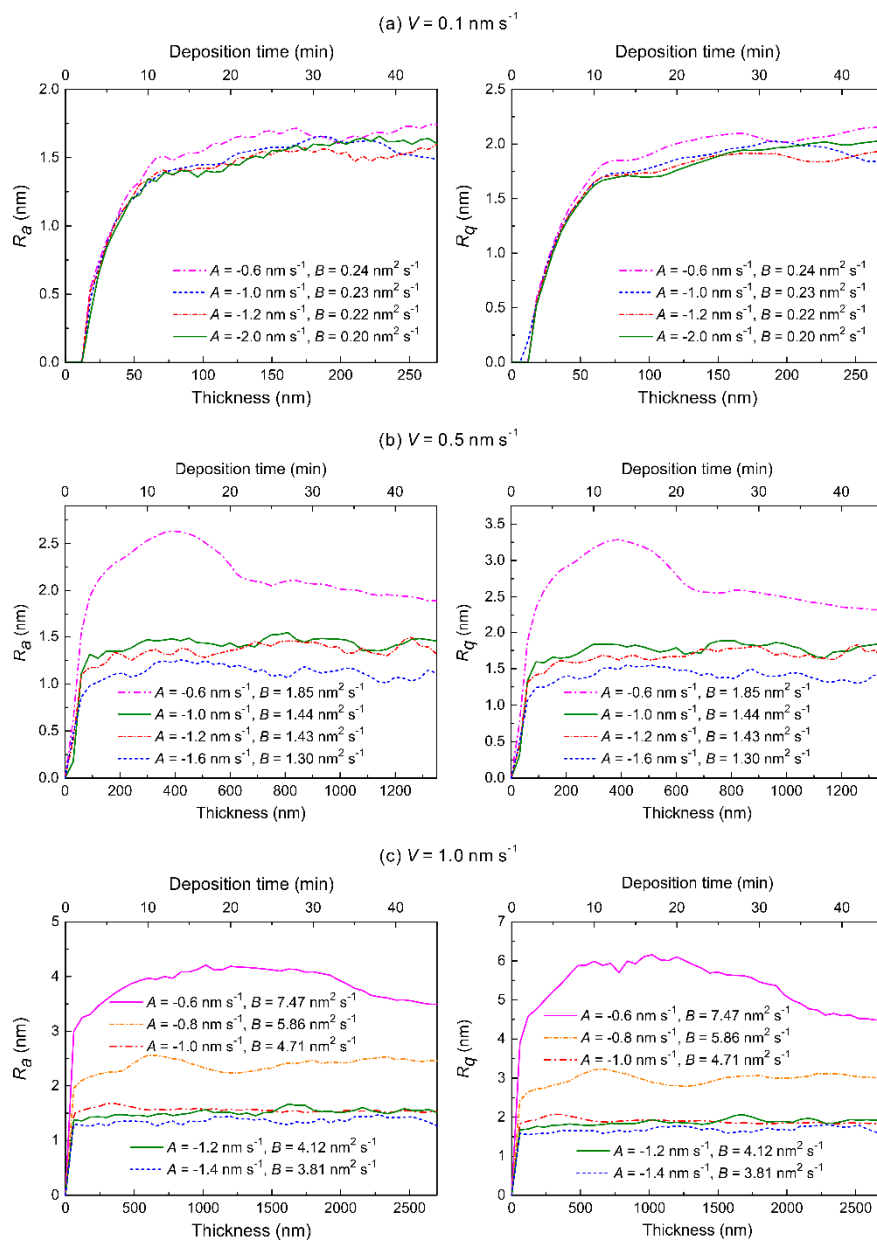 (a) V = 0.1 nm s⁻¹
Deposition time (min)
0 10 20 30 40
2.0
1.5
1.0
0.5
0.0
Ra (nm)
A = -0.6 nm s⁻¹, B = 0.24 nm² s⁻¹
A = -1.0 nm s⁻¹, B = 0.23 nm² s⁻¹
A = -1.2 nm s⁻¹, B = 0.22 nm² s⁻¹
A = -2.0 nm s⁻¹, B = 0.20 nm² s⁻¹
0 50 100 150 200 250
Thickness (nm)
Deposition time (min)
0 10 20 30 40
2.5
2.0
1.5
1.0
0.5
0.0
Rq (nm)
A = -0.6 nm s⁻¹, B = 0.24 nm² s⁻¹
A = -1.0 nm s⁻¹, B = 0.23 nm² s⁻¹
A = -1.2 nm s⁻¹, B = 0.22 nm² s⁻¹
A = -2.0 nm s⁻¹, B = 0.20 nm² s⁻¹
0 50 100 150 200 250
Thickness (nm)
(b) V = 0.5 nm s⁻¹
Deposition time (min)
0 10 20 30 40
2.5
2.0
1.5
1.0
0.5
0.0
Ra (nm)
A = -0.6 nm s⁻¹, B = 1.85 nm² s⁻¹
A = -1.0 nm s⁻¹, B = 1.44 nm² s⁻¹
A = -1.2 nm s⁻¹, B = 1.43 nm² s⁻¹
A = -1.6 nm s⁻¹, B = 1.30 nm² s⁻¹
0 200 400 600 800 1000 1200
Thickness (nm)
Deposition time (min)
0 10 20 30 40
3.5
3.0
2.5
2.0
1.5
1.0
0.5
0.0
Rq (nm)
A = -0.6 nm s⁻¹, B = 1.85 nm² s⁻¹
A = -1.0 nm s⁻¹, B = 1.44 nm² s⁻¹
A = -1.2 nm s⁻¹, B = 1.43 nm² s⁻¹
A = -1.6 nm s⁻¹, B = 1.30 nm² s⁻¹
0 200 400 600 800 1000 1200
Thickness (nm)
(c) V = 1.0 nm s⁻¹
Deposition time (min)
0 10 20 30 40
5
4
3
2
1
0
Ra (nm)
A = -0.6 nm s⁻¹, B = 7.47 nm² s⁻¹
A = -0.8 nm s⁻¹, B = 5.86 nm² s⁻¹
A = -1.0 nm s⁻¹, B = 4.71 nm² s⁻¹
A = -1.2 nm s⁻¹, B = 4.12 nm² s⁻¹
A = -1.4 nm s⁻¹, B = 3.81 nm² s⁻¹
0 500 1000 1500 2000 2500
Thickness (nm)
Deposition time (min)
0 10 20 30 40
7
6
5
4
3
2
1
0
Rq (nm)
A = -0.6 nm s⁻¹, B = 7.47 nm² s⁻¹
A = -0.8 nm s⁻¹, B = 5.86 nm² s⁻¹
A = -1.0 nm s⁻¹, B = 4.71 nm² s⁻¹
A = -1.2 nm s⁻¹, B = 4.12 nm² s⁻¹
A = -1.4 nm s⁻¹, B = 3.81 nm² s⁻¹
0 500 1000 1500 2000 2500
Thickness (nm)